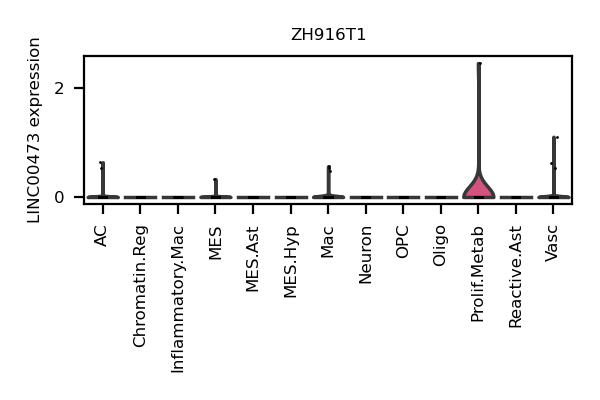 ZH916T1
LINC00473 expression
2
0
AC
Chromatin.Reg
Inflammatory.Mac
MES
MES.Ast
MES.Hyp
Mac
Neuron
OPC
Oligo
Prolif.Metab
Reactive.Ast
Vasc